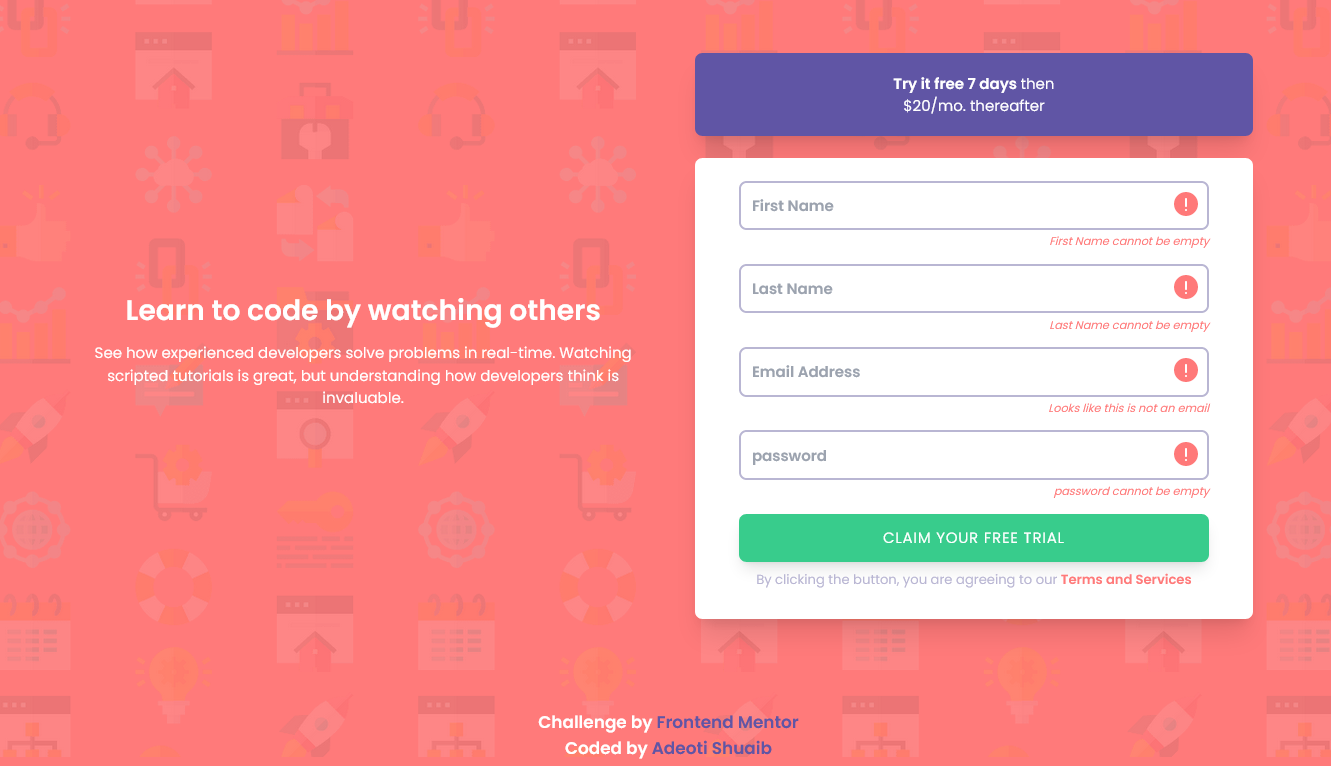 Learn to code by watching others
See how experienced developers solve problems in real-time. Watching
scripted tutorials is great, but understanding how developers think is
invaluable.
Try it free 7 days then
$20/mo. thereafter
First Name
First Name cannot be empty
Last Name
Last Name cannot be empty
Email Address
Looks like this is not an email
password
password cannot be empty
CLAIM YOUR FREE TRIAL
By clicking the button, you are agreeing to our Terms and Services
Challenge by Frontend Mentor
Coded by Adeoti Shuaib